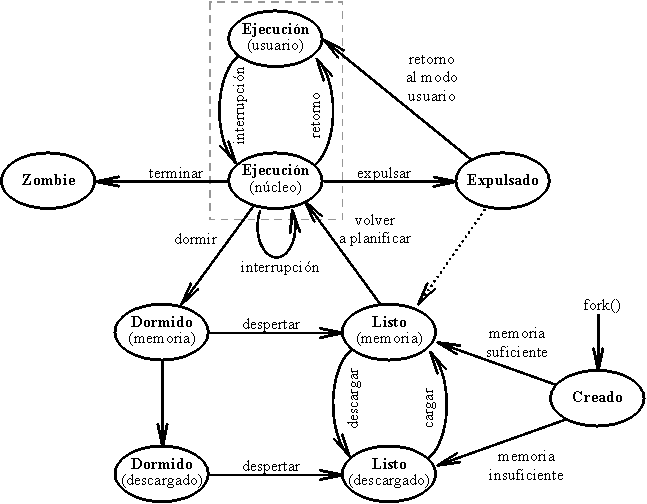 Ejecución
(usuario)
retorno
al modo
usuario
interrupción
retorno
Zombie
terminar
Ejecución
(núcleo)
expulsar
Expulsado
dormir
interrupción
volver
a planificar
Dormido
(memoria)
despertar
Listo
(memoria)
fork()
memoria
suficiente
descargar
cargar
Creado
Dormido
(descargado)
despertar
Listo
(descargado)
memoria
insuficiente